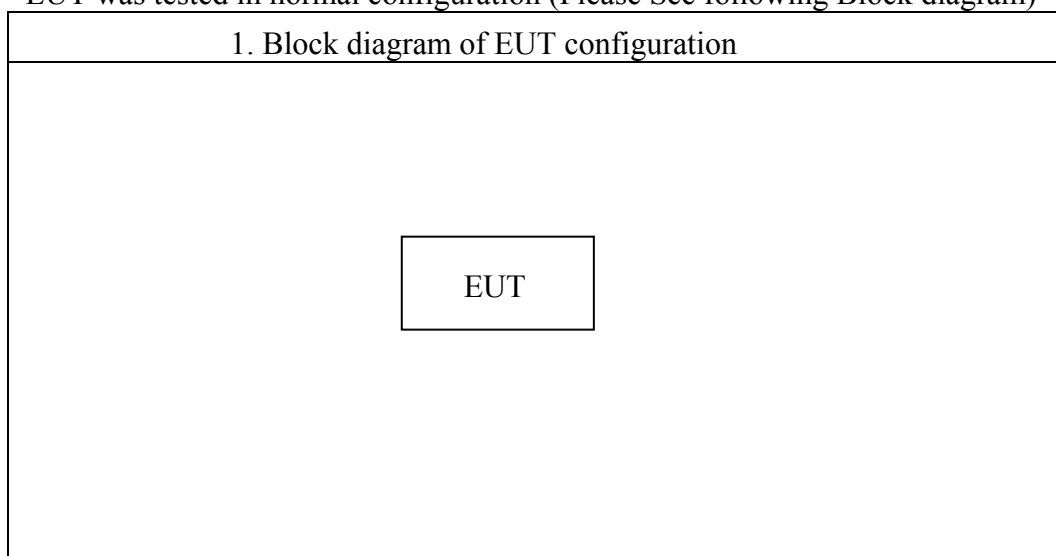 EUT was tested in normal configuration (Please See following Block diagram)
1. Block diagram of EUT configuration
EUT